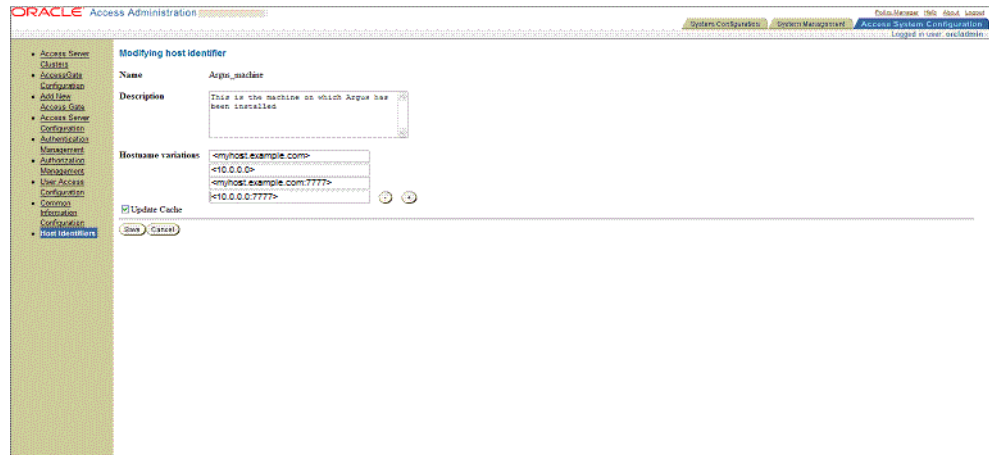 ORACLE Access Administration
Policy Manager Help About Logout
System Configuration System Management Access System Configuration
Logged in user: orcladmin
Access Server
Clusters
AccessGate
Configuration
Add New
Access Gate
Access Server
Configuration
Authentication
Management
Authorization
Management
User Access
Configuration
Common
Information
Configuration
Host Identifiers
Modifying host identifier
Name Argus_machine
Description This is the machine on which Argus has
been installed
Hostname variations <myhost.example.com>
<10.0.0.0>
<myhost.example.com:7777>
<10.0.0.0:7777>
Update Cache
Save Cancel